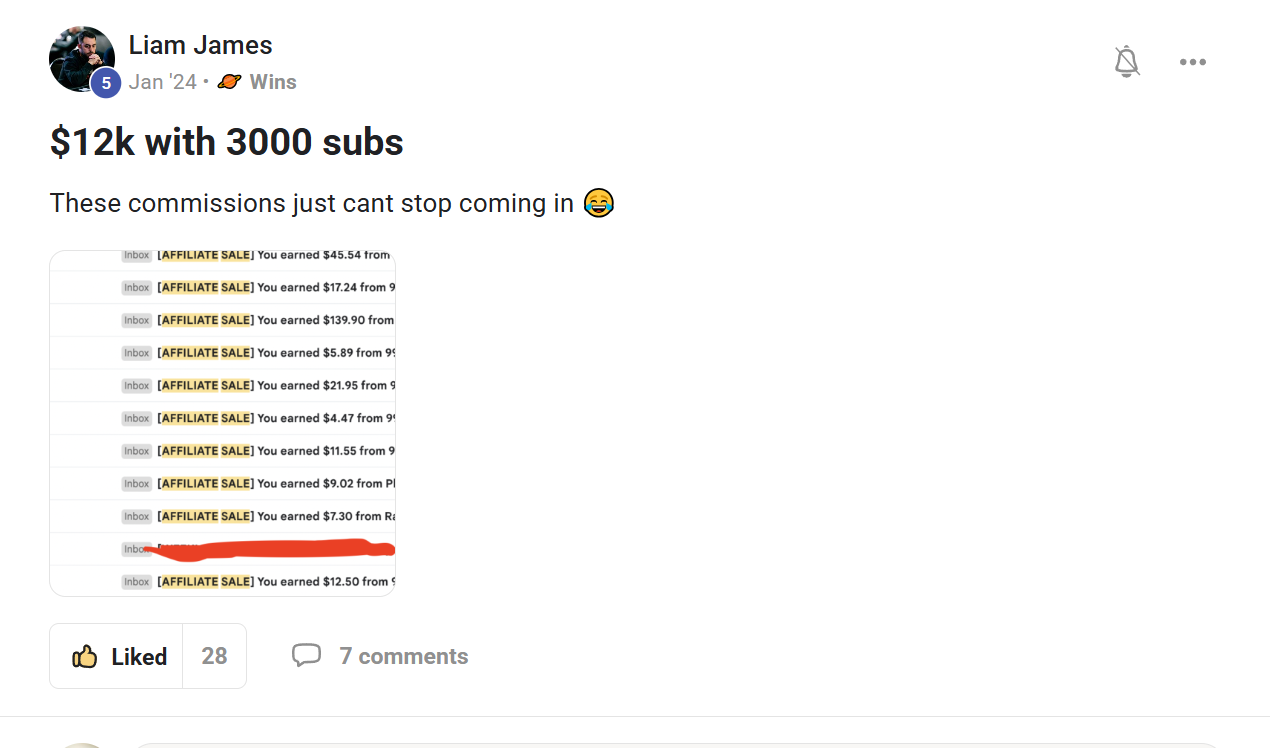 Liam James
5
Jan '24 • Wins
$12k with 3000 subs
These commissions just cant stop coming in 😂
Inbox [AFFILIATE SALE] You earned $45.54 from
Inbox [AFFILIATE SALE] You earned $17.24 from 9
Inbox [AFFILIATE SALE] You earned $139.90 from
Inbox [AFFILIATE SALE] You earned $5.89 from 99
Inbox [AFFILIATE SALE] You earned $21.95 from 9
Inbox [AFFILIATE SALE] You earned $4.47 from 9
Inbox [AFFILIATE SALE] You earned $11.55 from 9
Inbox [AFFILIATE SALE] You earned $9.02 from Pl
Inbox [AFFILIATE SALE] You earned $7.30 from Ra
Inbox
Inbox [AFFILIATE SALE] You earned $12.50 from 9
Liked 28 7 comments